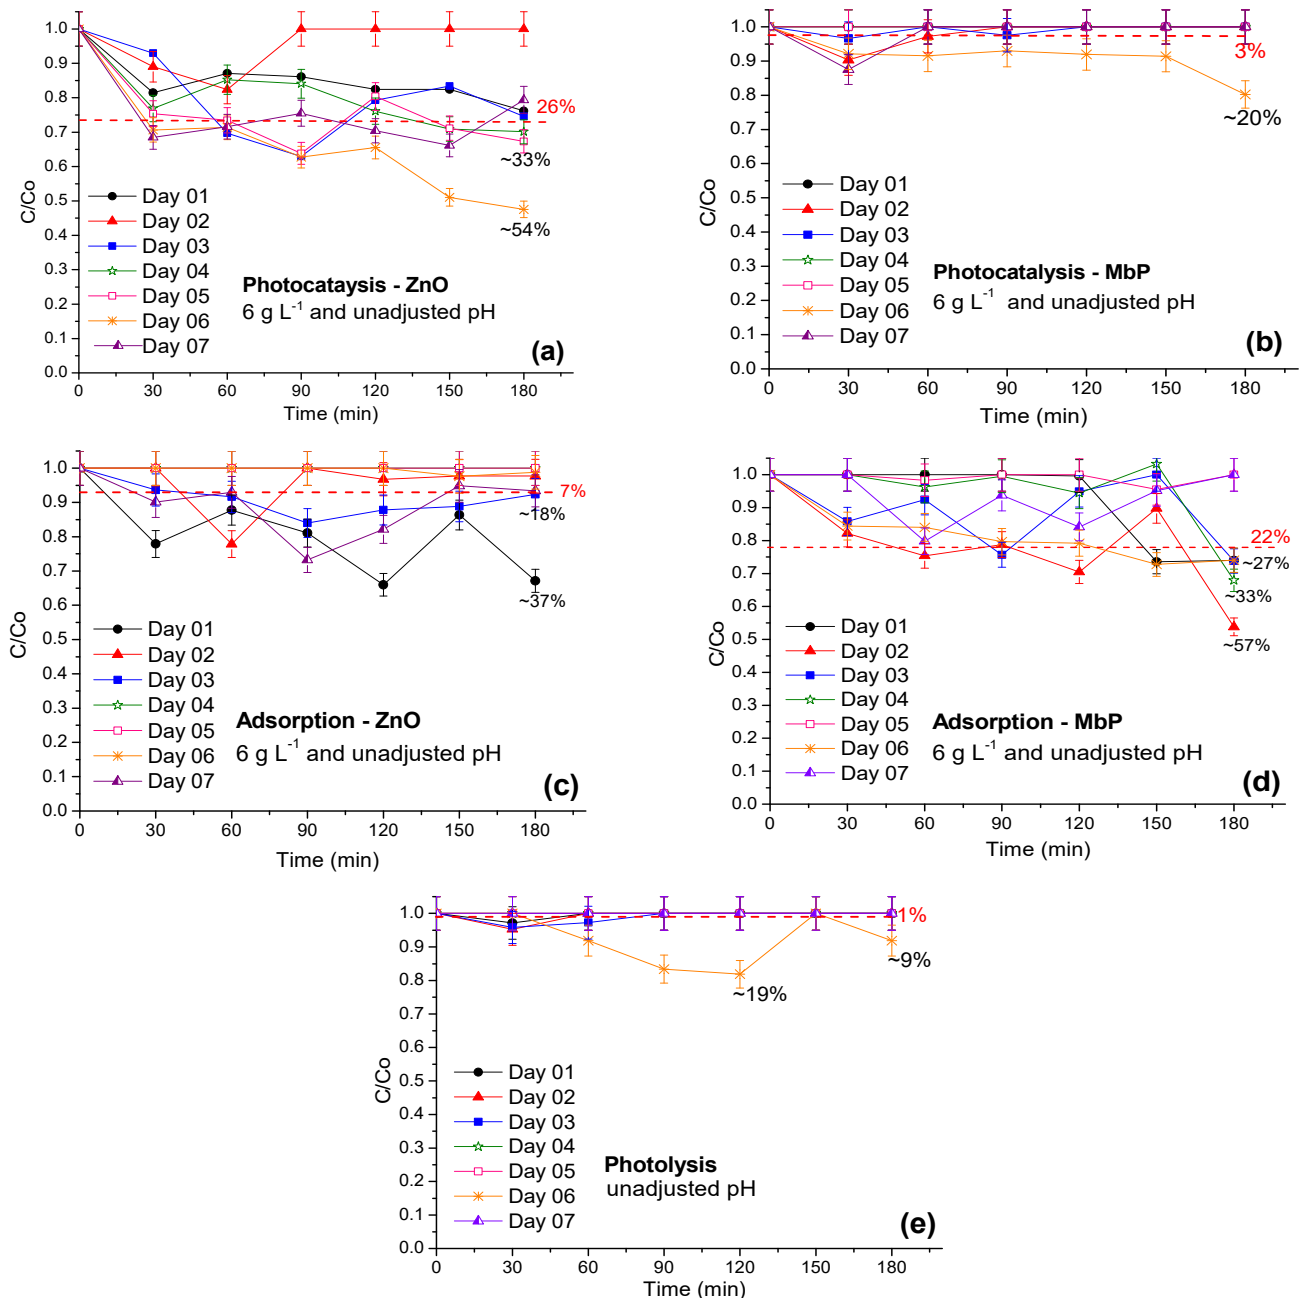 1.0
0.9
0.8
0.7
0.6
0.5
0.4
0.3
0.2
0.1
0.0
C/Co
26%
~33%
~54%
Day 01
Day 02
Day 03
Day 04
Day 05
Day 06
Day 07
Photocataysis - ZnO
6 g L⁻¹ and unadjusted pH
(a)
0 30 60 90 120 150 180
Time (min)
1.0
0.9
0.8
0.7
0.6
0.5
0.4
0.3
0.2
0.1
0.0
C/Co
3%
~20%
Day 01
Day 02
Day 03
Day 04
Day 05
Day 06
Day 07
Photocatalysis - MbP
6 g L⁻¹ and unadjusted pH
(b)
0 30 60 90 120 150 180
Time (min)
1.0
0.9
0.8
0.7
0.6
0.5
0.4
0.3
0.2
0.1
0.0
C/Co
7%
~18%
~37%
Day 01
Day 02
Day 03
Day 04
Day 05
Day 06
Day 07
Adsorption - ZnO
6 g L⁻¹ and unadjusted pH
(c)
0 30 60 90 120 150 180
Time (min)
1.0
0.9
0.8
0.7
0.6
0.5
0.4
0.3
0.2
0.1
0.0
C/Co
22%
~27%
~33%
~57%
Day 01
Day 02
Day 03
Day 04
Day 05
Day 06
Day 07
Adsorption - MbP
6 g L⁻¹ and unadjusted pH
(d)
0 30 60 90 120 150 180
Time (min)
1.0
0.9
0.8
0.7
0.6
0.5
0.4
0.3
0.2
0.1
0.0
C/Co
1%
~9%
~19%
Day 01
Day 02
Day 03
Day 04
Day 05
Day 06
Day 07
Photolysis
unadjusted pH
(e)
0 30 60 90 120 150 180
Time (min)